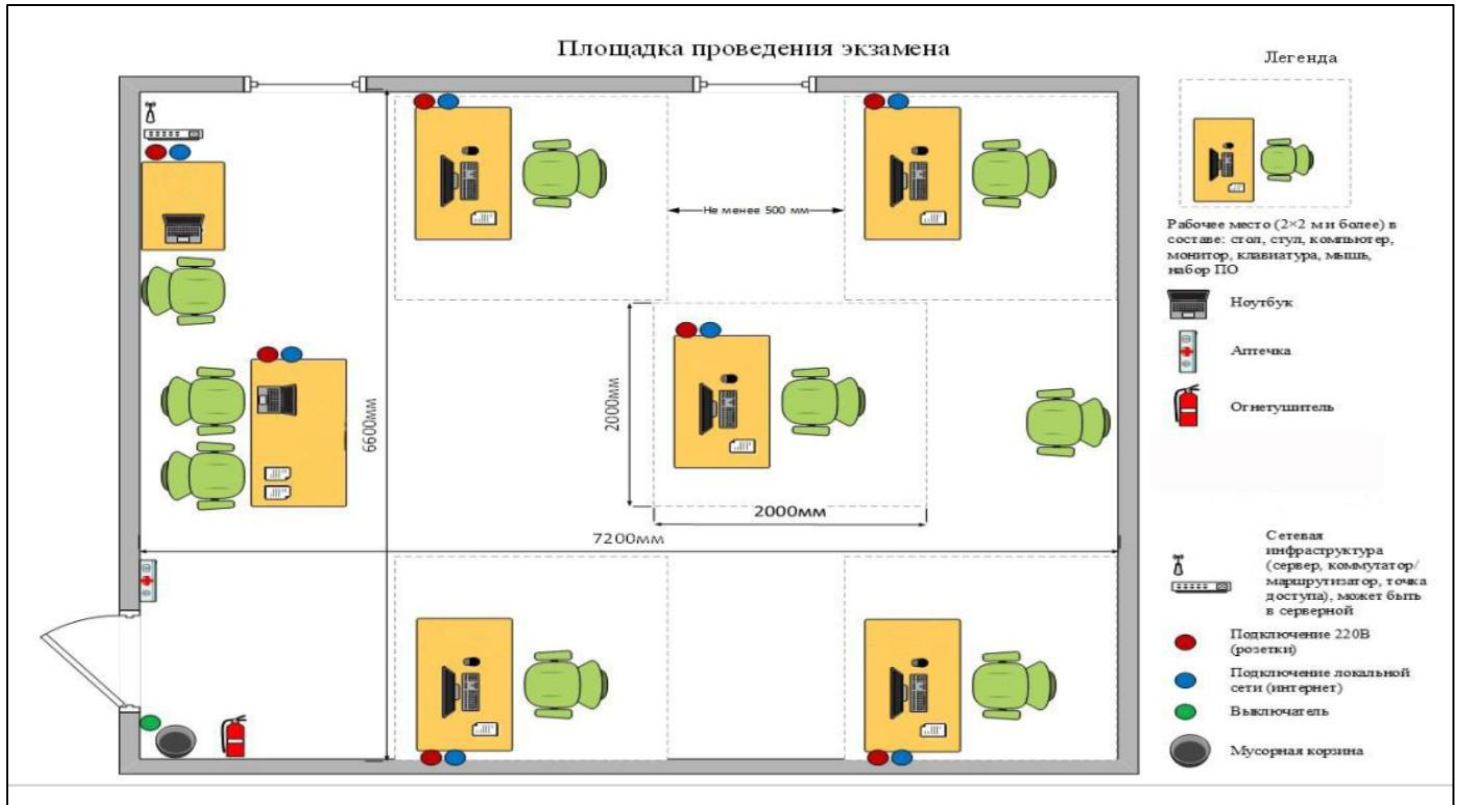 Площадка проведения экзамена
Не менее 500 мм
6600мм
2000мм
2000мм
7200мм
Легенда
Рабочее место (2×2 м и более) в
составе: стол, стул, компьютер,
монитор, клавиатура, мышь,
набор ПО
Ноутбук
Аптечка
Огнетушитель
Сетевая
инфраструктура
(сервер, коммутатор/
маршрутизатор, точка
доступа), может быть
в серверной
Подключение 220В
(розетки)
Подключение локальной
сети (интернет)
Выключатель
Мусорная корзина